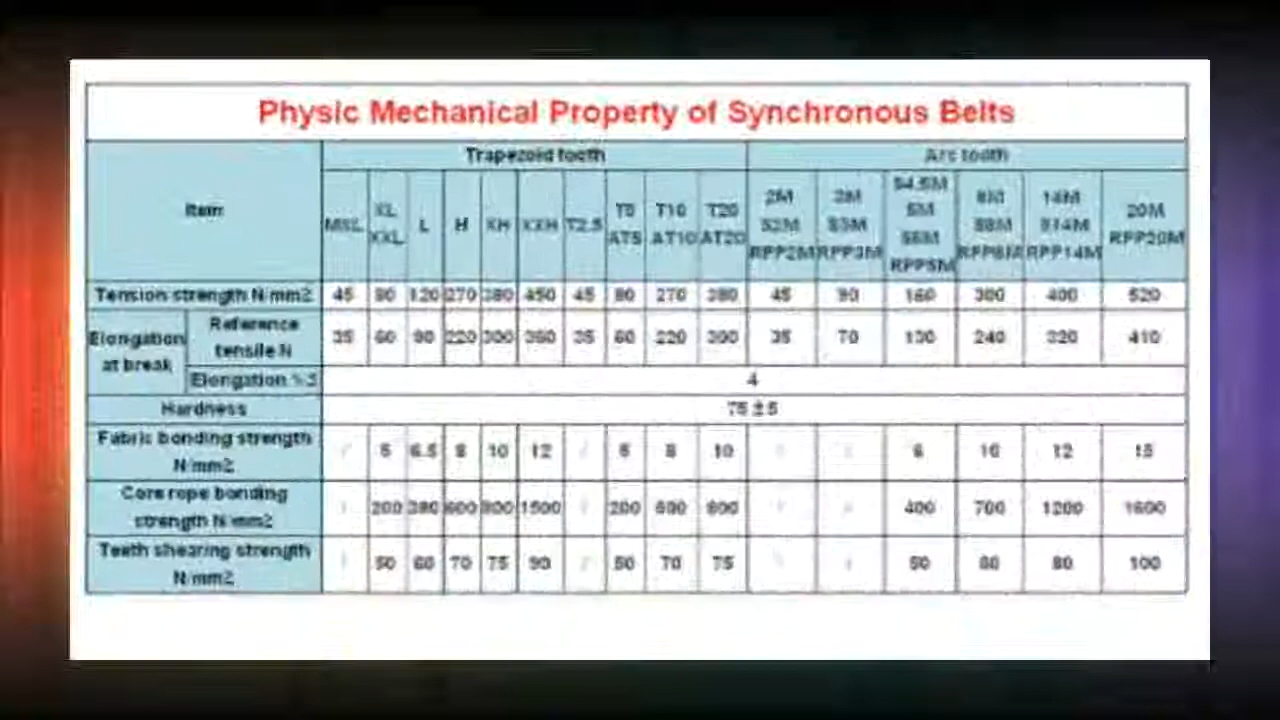 Physic Mechanical Property of Synchronous Belts
Item
Trapezoid tooth
Arc tooth
MXL
XL
XXL
L
H
XH
XXH
T2.5
T5
AT5
T10
AT10
T20
AT20
2M
S2M
RPP2M
S3M
RPP3M
S4.5M
5M
RPP5M
8M
S8M
RPP8M
14M
S14M
RPP14M
20M
RPP20M
Tension strength N/mm2 45 80 120 270 380 450 45 80 270 380 45 90 160 300 400 520
Elongation
at break
Reference
tensile N
35 60 90 220 300 360 35 60 220 300 35 70 130 240 320 410
Elongation
4
Hardness
75±5
Fabric bonding strength
N/mm2
/ 5 6.5 8 10 12 / 5 8 10 6 10 12 15
Core rope bonding
strength N/mm2
200 380 600 800 1500 200 600 800 400 700 1200 1600
Teeth shearing strength
N/mm2
50 60 70 75 90 / 50 70 75 50 60 80 100